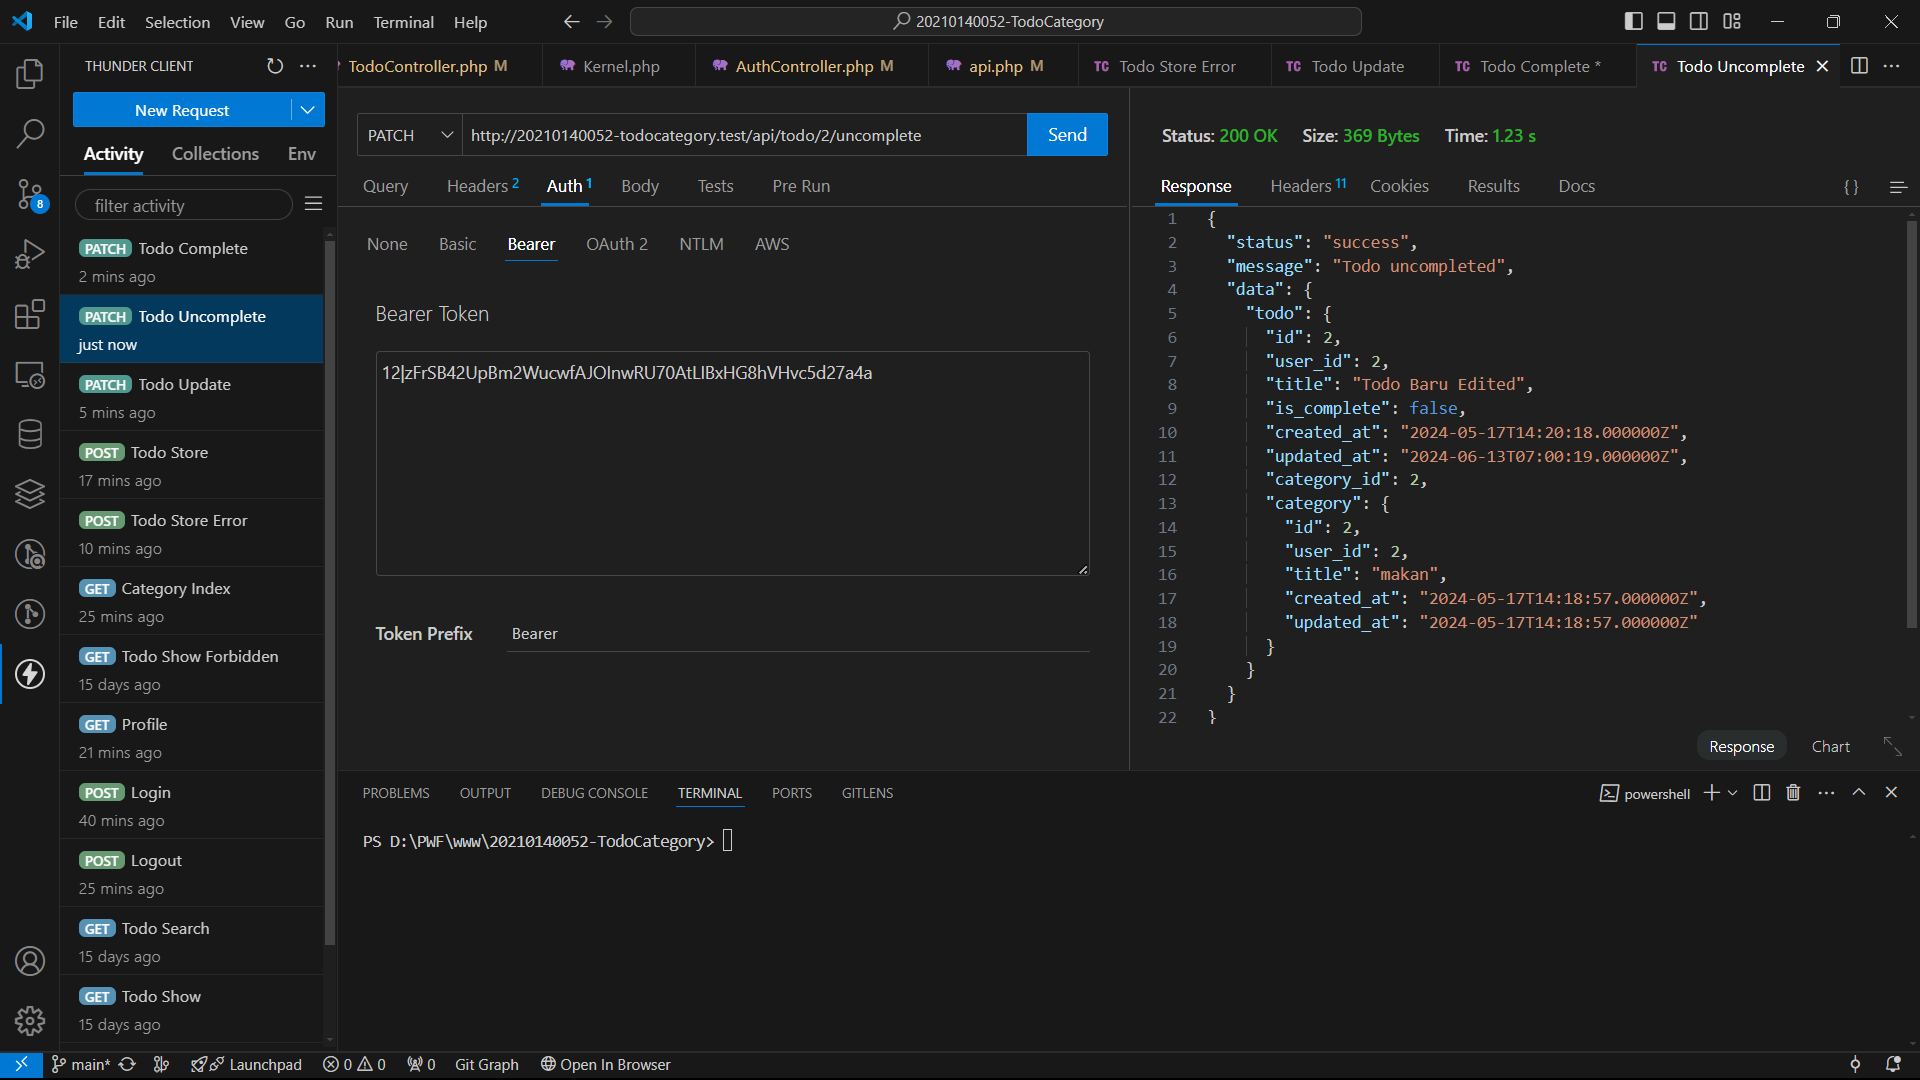 File Edit Selection View Go Run Terminal Help
20210140052-TodoCategory
THUNDER CLIENT
New Request
Activity Collections Env
filter activity
PATCH Todo Complete
2 mins ago
PATCH Todo Uncomplete
just now
PATCH Todo Update
5 mins ago
POST Todo Store
17 mins ago
POST Todo Store Error
10 mins ago
GET Category Index
25 mins ago
GET Todo Show Forbidden
15 days ago
GET Profile
21 mins ago
POST Login
40 mins ago
POST Logout
25 mins ago
GET Todo Search
15 days ago
GET Todo Show
15 days ago
8
TodoController.php M Kernel.php AuthController.php M api.php M TC Todo Store Error TC Todo Update TC Todo Complete * TC Todo Uncomplete
PATCH http://20210140052-todocategory.test/api/todo/2/uncomplete Send
Query Headers 2 Auth 1 Body Tests Pre Run
None Basic Bearer OAuth 2 NTLM AWS
Bearer Token
12|zFrSB42UpBm2WucwfAJOInwRU70AtLlBxHG8hVHvc5d27a4a
Token Prefix Bearer
Status: 200 OK Size: 369 Bytes Time: 1.23 s
Response Headers 11 Cookies Results Docs { }
1 {
2 "status": "success",
3 "message": "Todo uncompleted",
4 "data": {
5 "todo": {
6 "id": 2,
7 "user_id": 2,
8 "title": "Todo Baru Edited",
9 "is_complete": false,
10 "created_at": "2024-05-17T14:20:18.000000Z",
11 "updated_at": "2024-06-13T07:00:19.000000Z",
12 "category_id": 2,
13 "category": {
14 "id": 2,
15 "user_id": 2,
16 "title": "makan",
17 "created_at": "2024-05-17T14:18:57.000000Z",
18 "updated_at": "2024-05-17T14:18:57.000000Z"
19 }
20 }
21 }
22 }
Response Chart
PROBLEMS OUTPUT DEBUG CONSOLE TERMINAL PORTS GITLENS
powershell
PS D:\PWF\www\20210140052-TodoCategory>
main* Launchpad 0 0 0 Git Graph Open In Browser